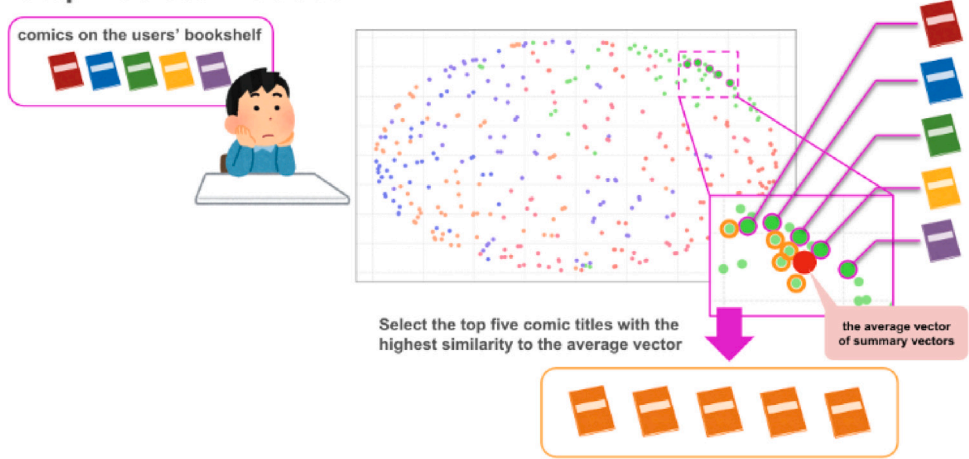 comics on the users' bookshelf
Select the top five comic titles with the
highest similarity to the average vector
the average vector
of summary vectors